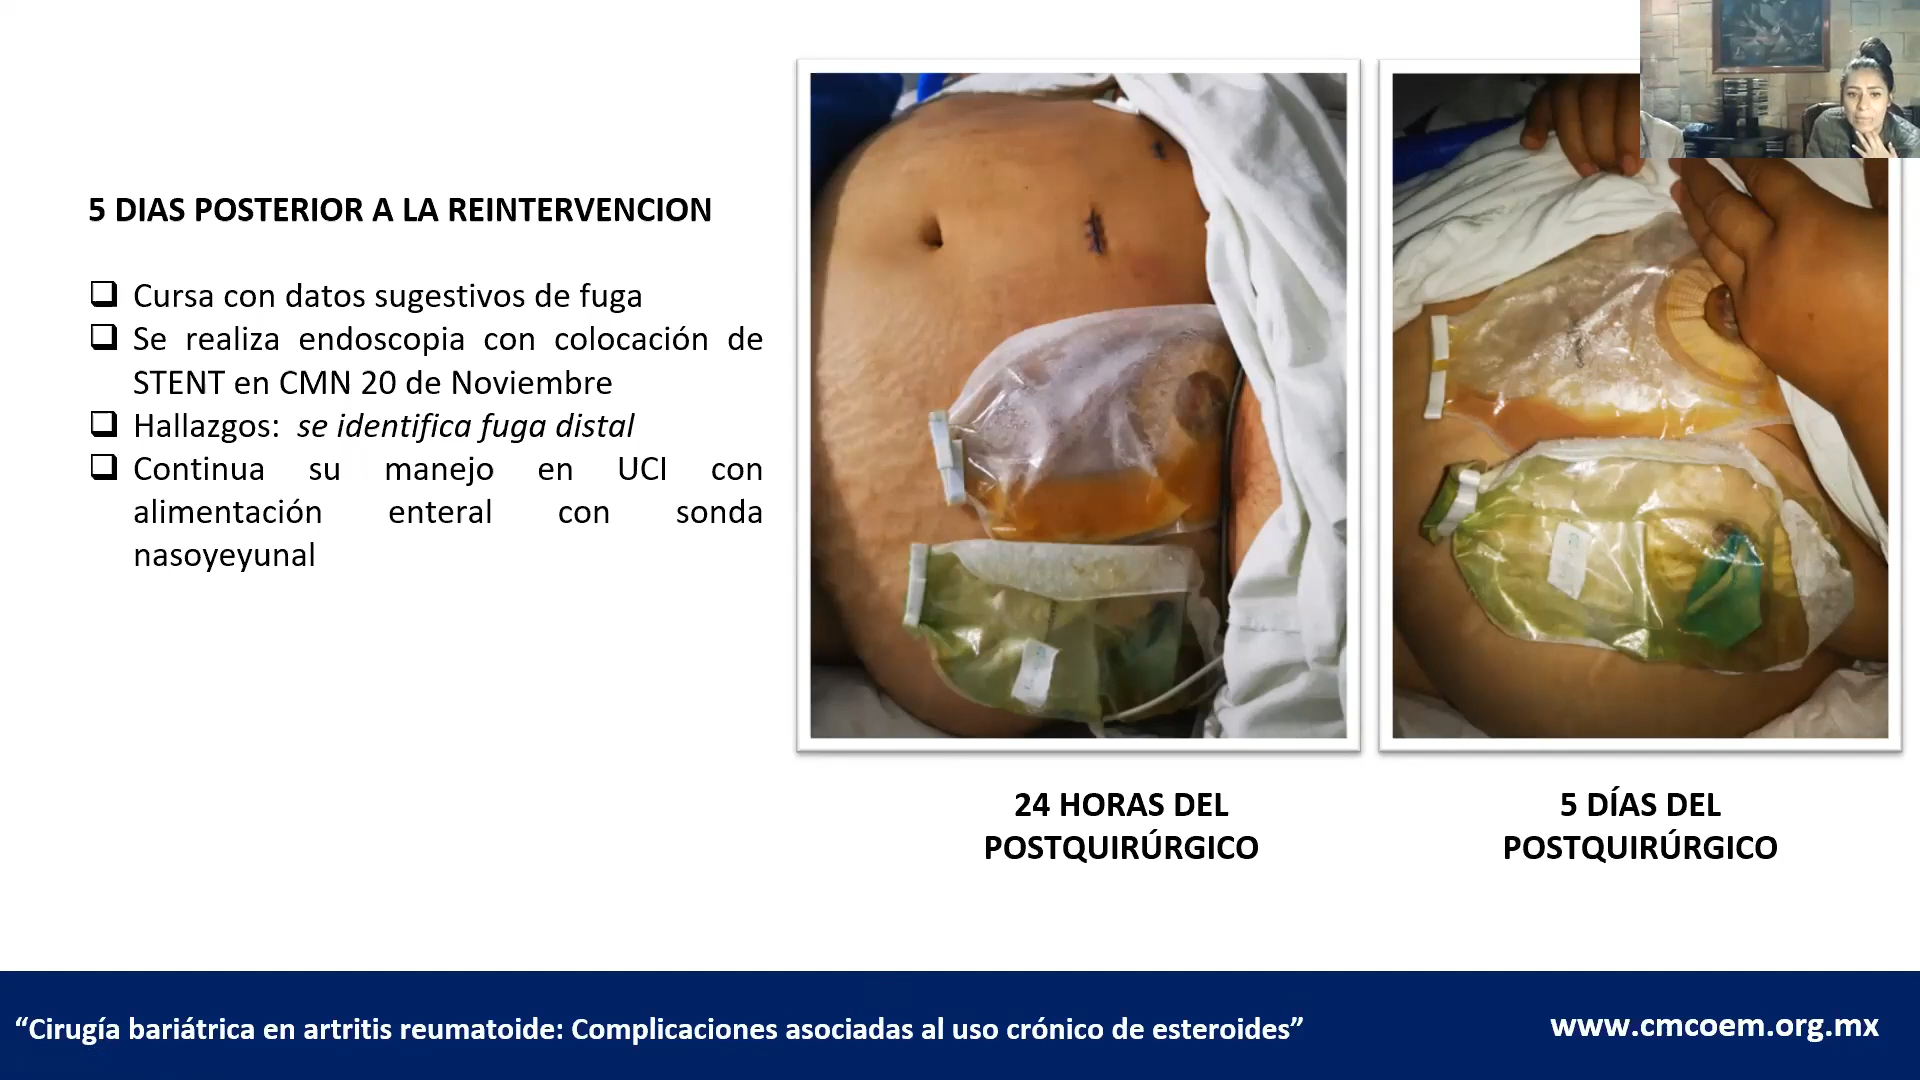 5 DIAS POSTERIOR A LA REINTERVENCION
Cursa con datos sugestivos de fuga
Se realiza endoscopia con colocación de
STENT en CMN 20 de Noviembre
Hallazgos: se identifica fuga distal
Continua su manejo en UCI con
alimentación enteral con sonda
nasoyeyunal
24 HORAS DEL
POSTQUIRÚRGICO
5 DÍAS DEL
POSTQUIRÚRGICO
“Cirugía bariátrica en artritis reumatoide: Complicaciones asociadas al uso crónico de esteroides”
www.cmcoem.org.mx